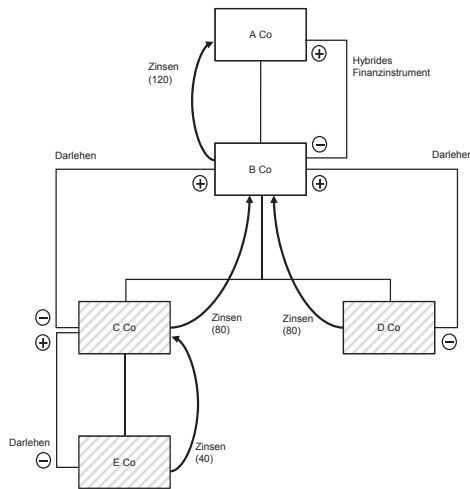 A Co
+
Zinsen
(120)
Hybrides
Finanzinstrument
−
Darlehen
B Co
Darlehen
+
+
−
+
C Co
Zinsen
(80)
Zinsen
(80)
D Co
−
Darlehen
−
E Co
Zinsen
(40)